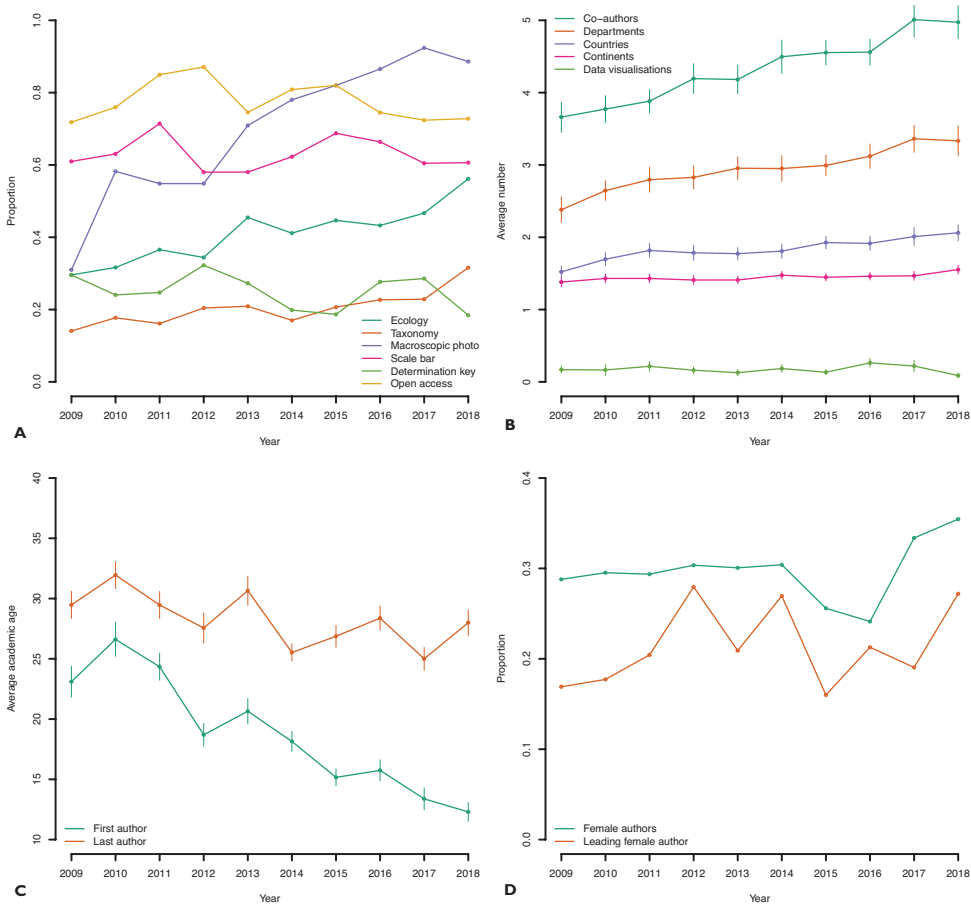 1.0
0.8
0.6
0.4
0.2
0.0
Proportion
Ecology
Taxonomy
Macroscopic photo
Scale bar
Determination key
Open access
2009 2010 2011 2012 2013 2014 2015 2016 2017 2018
Year
A
5
4
3
2
1
0
Average number
Co-authors
Departments
Countries
Continents
Data visualisations
2009 2010 2011 2012 2013 2014 2015 2016 2017 2018
Year
B
40
35
30
25
20
15
10
Average academic age
First author
Last author
2009 2010 2011 2012 2013 2014 2015 2016 2017 2018
Year
C
0.4
0.3
0.2
0.1
0.0
Proportion
Female authors
Leading female author
2009 2010 2011 2012 2013 2014 2015 2016 2017 2018
Year
D